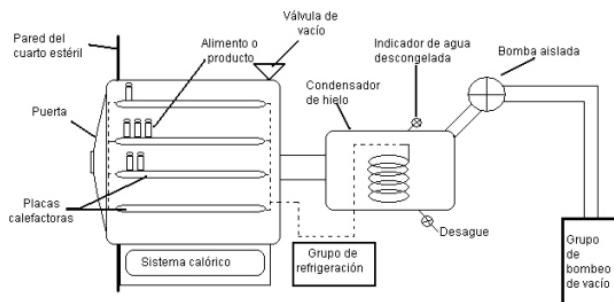 Pared del
cuarto estéril
Alimento o
producto
Válvula de
vacío
Indicador de agua
descongelada
Bomba aislada
Condensador
de hielo
Puerta
Placas
calefactoras
Desague
Sistema calórico
Grupo de
refrigeración
Grupo
de
bombeo
de vacío